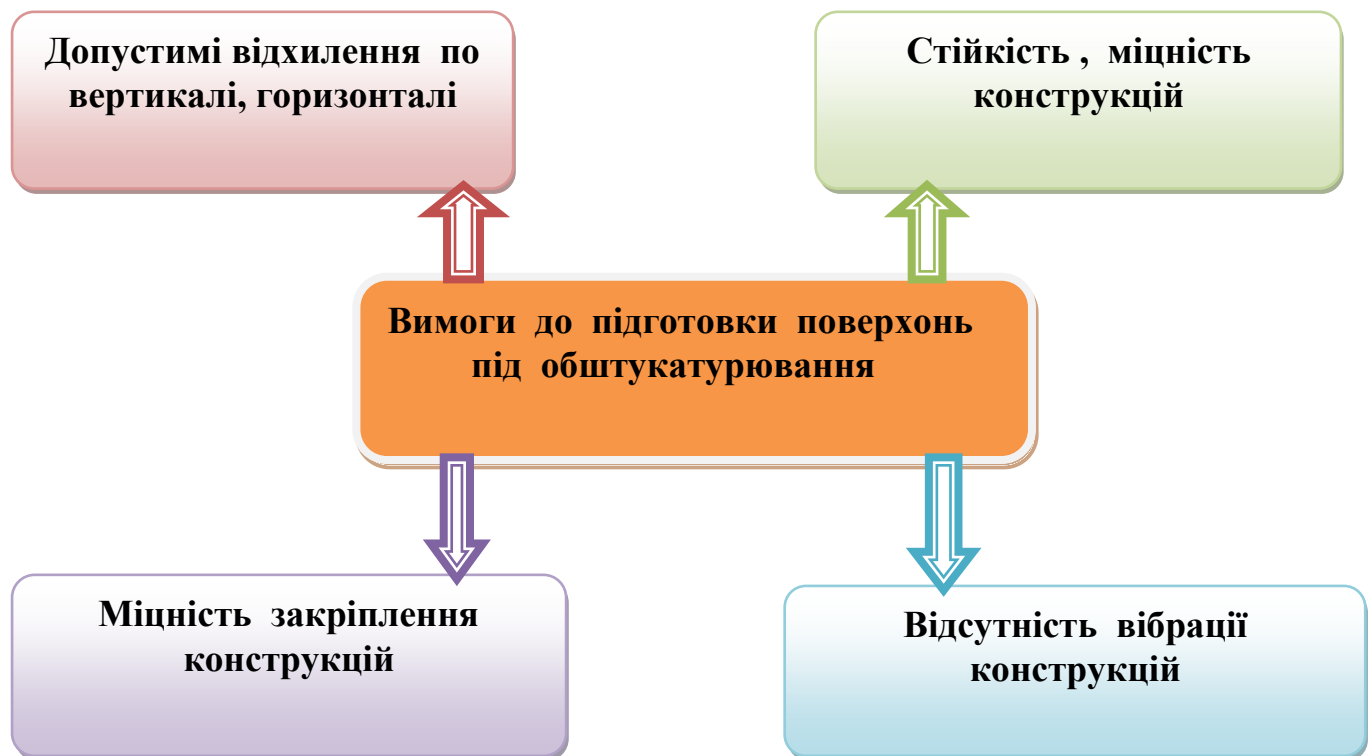 Допустимі відхилення по
вертикалі, горизонталі
Стійкість , міцність
конструкцій
Вимоги до підготовки поверхонь
під обштукатурювання
Міцність закріплення
конструкцій
Відсутність вібрації
конструкцій